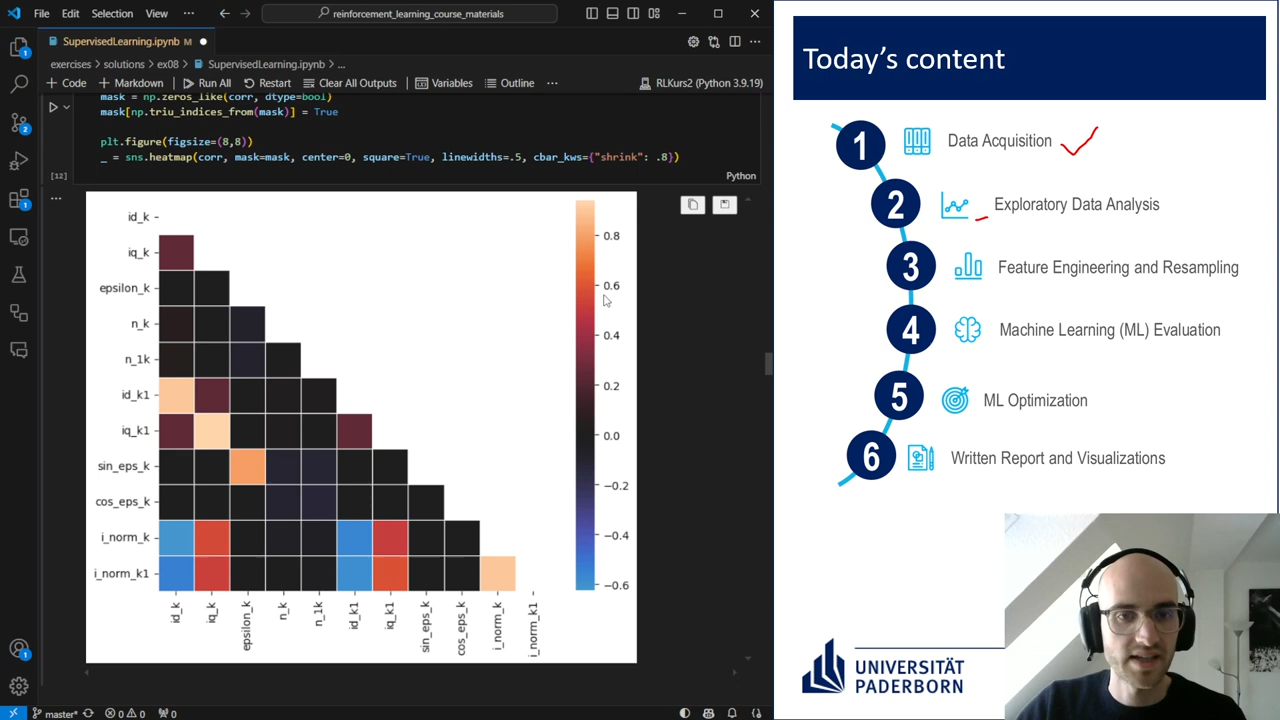 File Edit Selection View ···
reinforcement_learning_course_materials
SupervisedLearning.ipynb M
exercises > solutions > ex08 > SupervisedLearning.ipynb > ...
+ Code + Markdown Run All Restart Clear All Outputs Variables Outline ··· RLKurs2 (Python 3.9.19)
mask = np.zeros_like(corr, dtype=bool)
mask[np.triu_indices_from(mask)] = True
plt.figure(figsize=(8,8))
_ = sns.heatmap(corr, mask=mask, center=0, square=True, linewidths=.5, cbar_kws={"shrink": .8})
[12]
Python
id_k
iq_k
epsilon_k
n_k
n_1k
id_k1
iq_k1
sin_eps_k
cos_eps_k
i_norm_k
i_norm_k1
id_k iq_k epsilon_k n_k n_1k id_k1 iq_k1 sin_eps_k cos_eps_k i_norm_k i_norm_k1
0.8
0.6
0.4
0.2
0.0
−0.2
−0.4
−0.6
master* 0 0 0
Today's content
1 Data Acquisition
2 Exploratory Data Analysis
3 Feature Engineering and Resampling
4 Machine Learning (ML) Evaluation
5 ML Optimization
6 Written Report and Visualizations
UNIVERSITÄT
PADERBORN